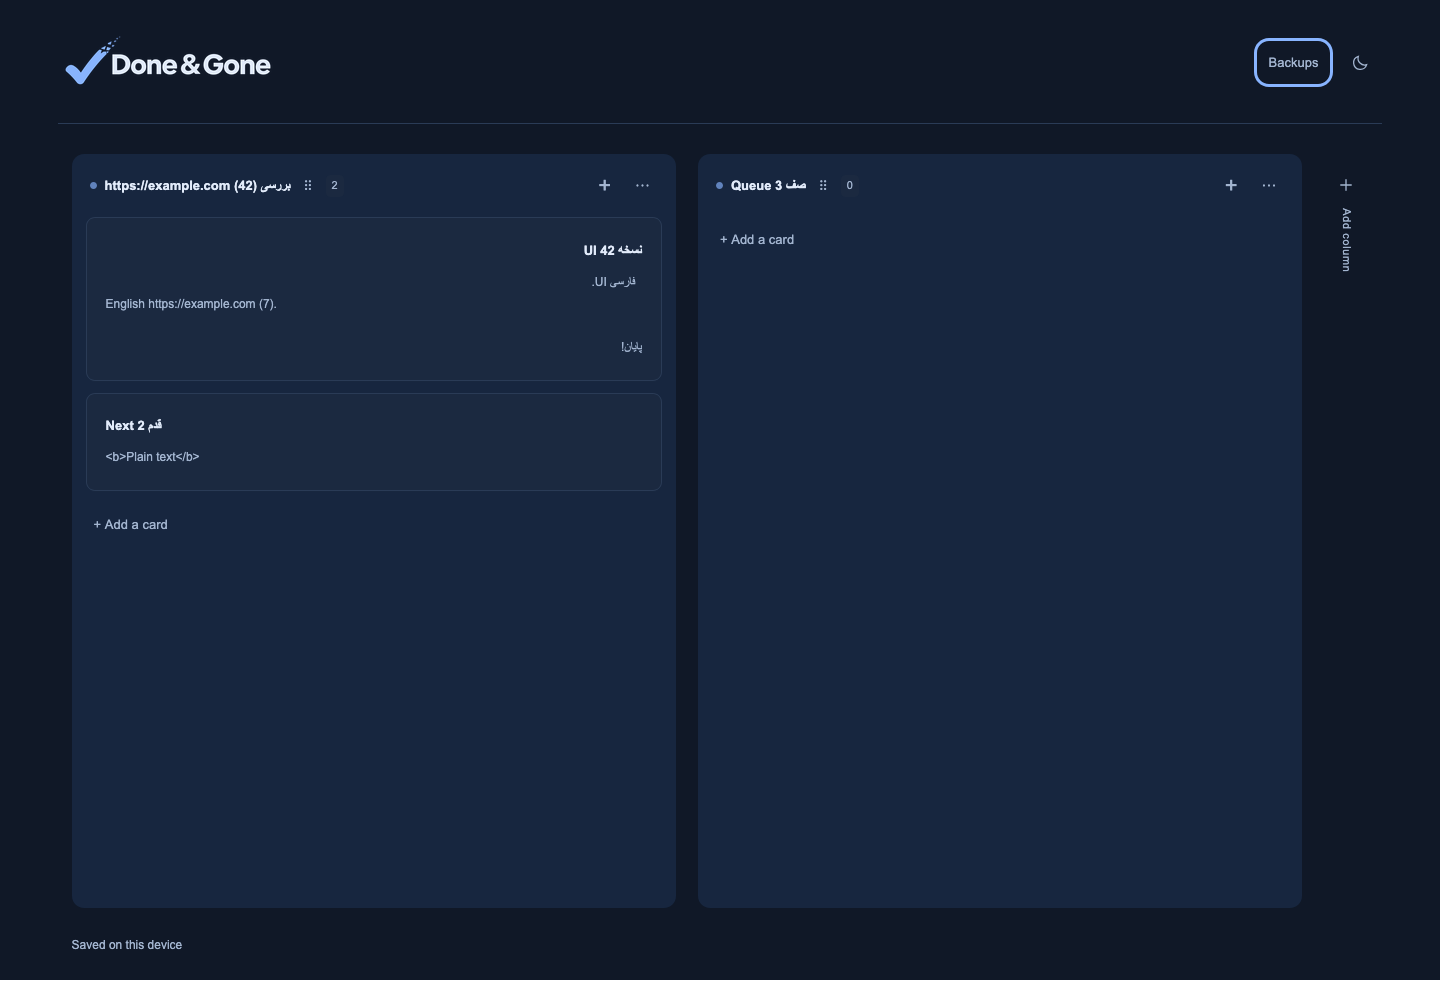 Done & Gone
Backups
https://example.com (42) بررسی
2
+
...
نسخه 42 UI
فارسی UI.
English https://example.com (7).
پایان!
Next 2 قدم
<b>Plain text</b>
+ Add a card
Queue 3 صف
0
+
...
+ Add a card
+
Add column
Saved on this device